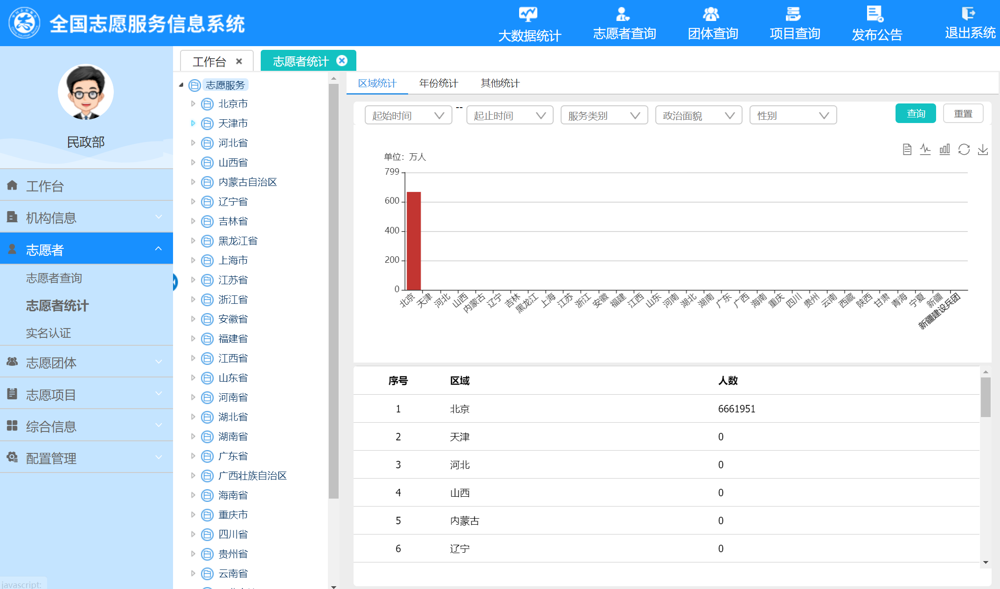 全国志愿服务信息系统
大数据统计
志愿者查询
团体查询
项目查询
发布公告
退出系统
民政部
工作台
机构信息
志愿者
志愿者查询
志愿者统计
实名认证
志愿团体
志愿项目
综合信息
配置管理
javascript:
工作台
志愿者统计
志愿服务
北京市
天津市
河北省
山西省
内蒙古自治区
辽宁省
吉林省
黑龙江省
上海市
江苏省
浙江省
安徽省
福建省
江西省
山东省
河南省
湖北省
湖南省
广东省
广西壮族自治区
海南省
重庆市
四川省
贵州省
云南省
区域统计 年份统计 其他统计
起始时间 -- 起止时间 服务类别 政治面貌 性别 查询 重置
单位：万人
799
600
400
200
0
北京 天津 河北 山西 内蒙古 辽宁 吉林 黑龙江 上海 江苏 浙江 安徽 福建 江西 山东 河南 湖北 湖南 广东 广西 海南 重庆 四川 贵州 云南 西藏 陕西 甘肃 青海 宁夏 新疆 新疆建设兵团
序号 区域 人数
1 北京 6661951
2 天津 0
3 河北 0
4 山西 0
5 内蒙古 0
6 辽宁 0